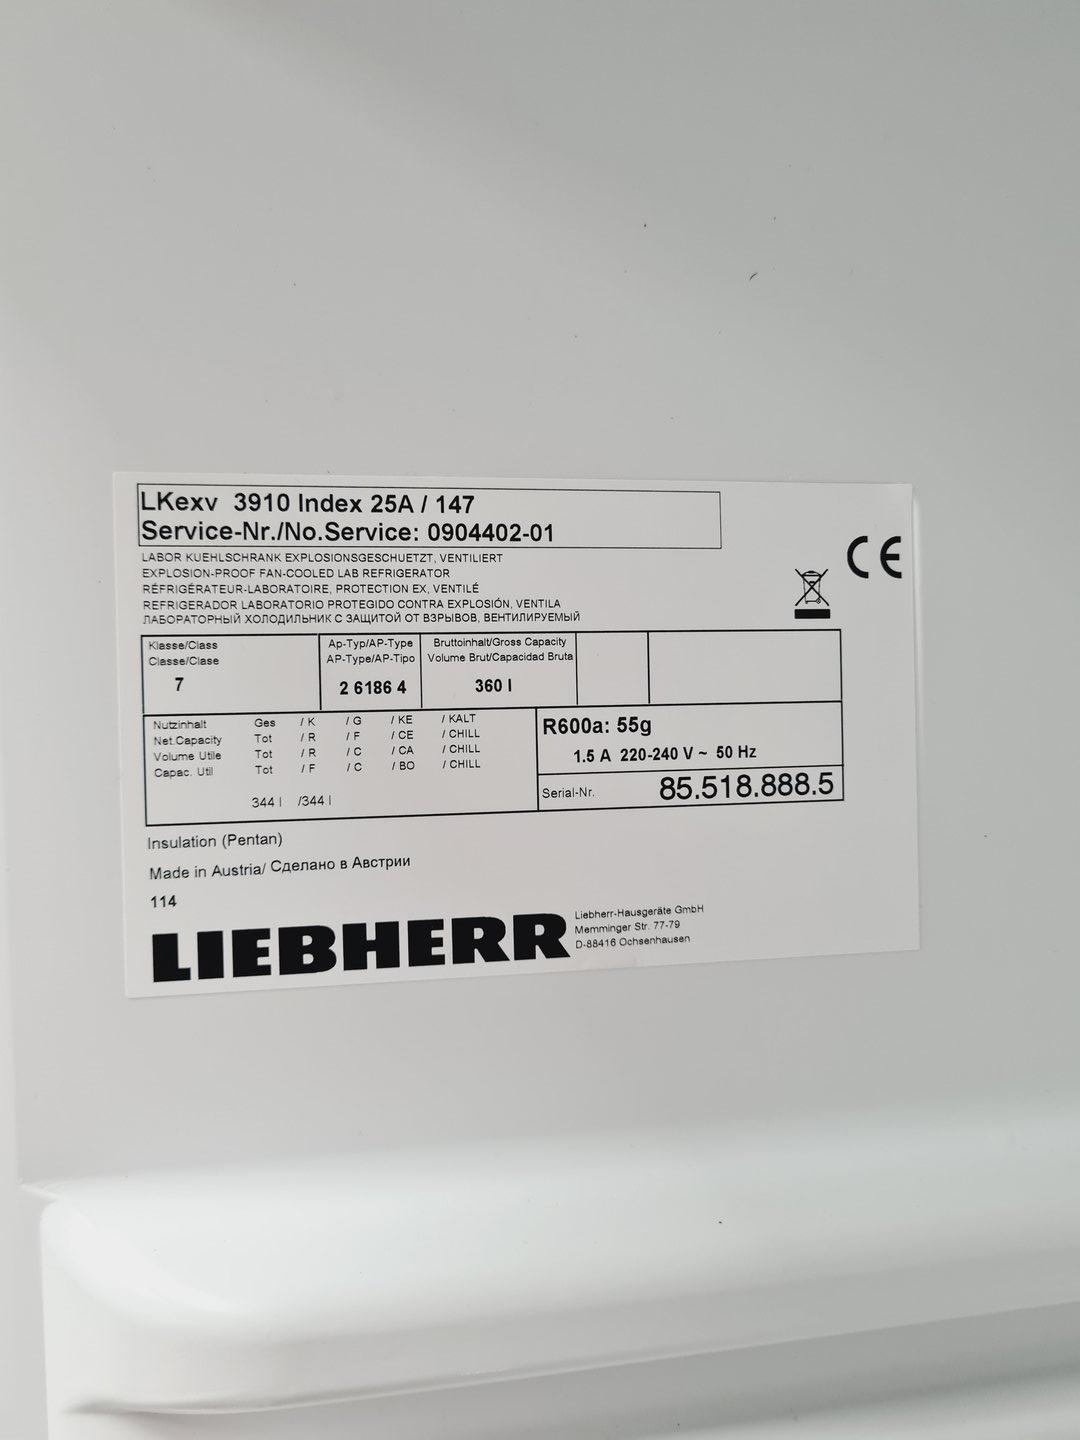 LKexv 3910 Index 25A / 147
Service-Nr./No.Service: 0904402-01
LABOR KUEHLSCHRANK EXPLOSIONSGESCHUETZT, VENTILIERT
EXPLOSION-PROOF FAN-COOLED LAB REFRIGERATOR
RÉFRIGÉRATEUR-LABORATOIRE, PROTECTION EX, VENTILÉ
REFRIGERADOR LABORATORIO PROTEGIDO CONTRA EXPLOSIÓN, VENTILA
ЛАБОРАТОРНЫЙ ХОЛОДИЛЬНИК С ЗАЩИТОЙ ОТ ВЗРЫВОВ, ВЕНТИЛИРУЕМЫЙ
CE
Klasse/Class
Classe/Clase
7
Ap-Typ/AP-Type
AP-Type/AP-Tipo
2 6186 4
Bruttoinhalt/Gross Capacity
Volume Brut/Capacidad Bruta
360 l
Nutzinhalt Ges / K / G / KE / KALT
Net.Capacity Tot / R / F / CE / CHILL
Volume Utile Tot / R / C / CA / CHILL
Capac. Util Tot / F / C / BO / CHILL
344 l /344 l
R600a: 55g
1.5 A 220-240 V ~ 50 Hz
Serial-Nr. 85.518.888.5
Insulation (Pentan)
Made in Austria/ Сделано в Австрии
114
LIEBHERR
Liebherr-Hausgeräte GmbH
Memminger Str. 77-79
D-88416 Ochsenhausen